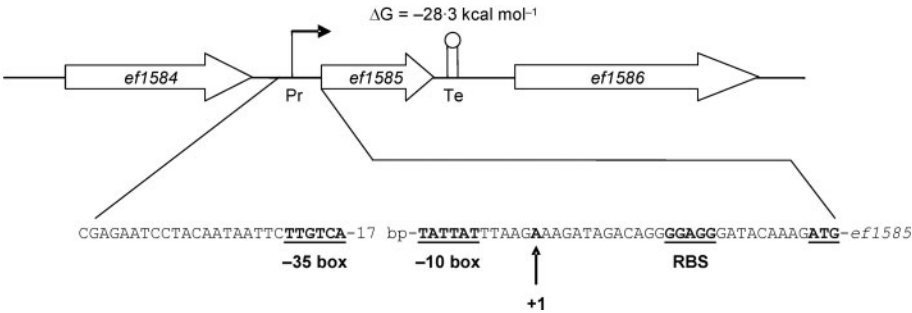 ΔG = –28·3 kcal mol⁻¹
ef1584 ef1585 ef1586
Pr Te
CGAGAATCCTACAATAATTCTTGTCA-17 bp-TATTATTTAAGAAAGATAGACAGGGGAGGGATACAAAGATG-ef1585
–35 box –10 box RBS
+1